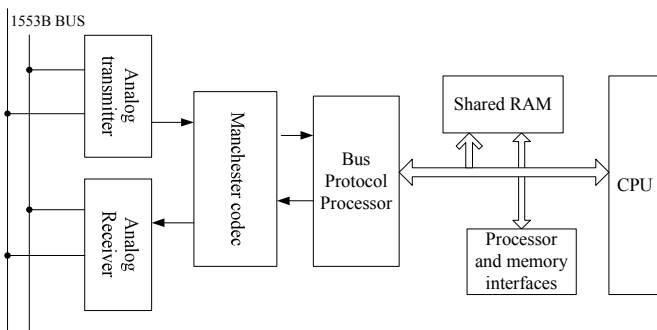 1553B BUS
Analog
transmitter
Analog
Receiver
Manchester codec
Bus
Protocol
Processor
Shared RAM
Processor
and memory
interfaces
CPU